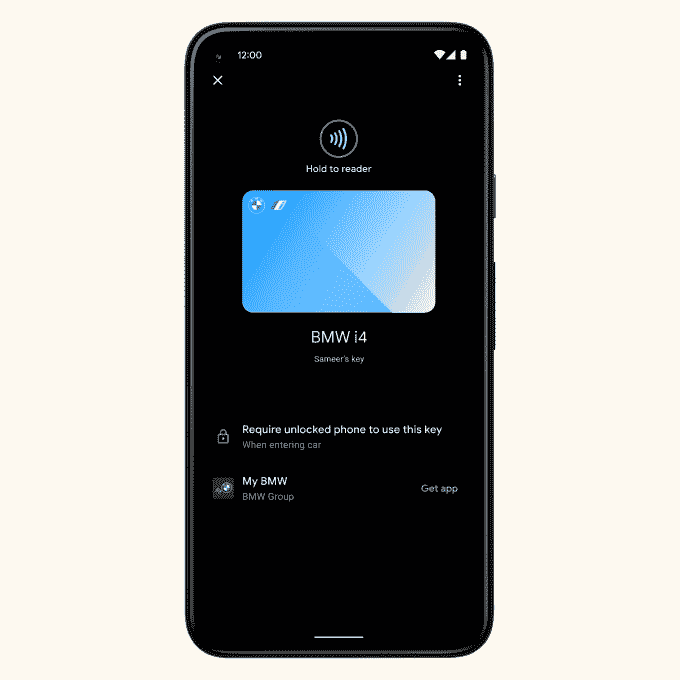 12:00
Hold to reader
BMW i4
Sameer's key
Require unlocked phone to use this key
When entering car
My BMW
BMW Group
Get app